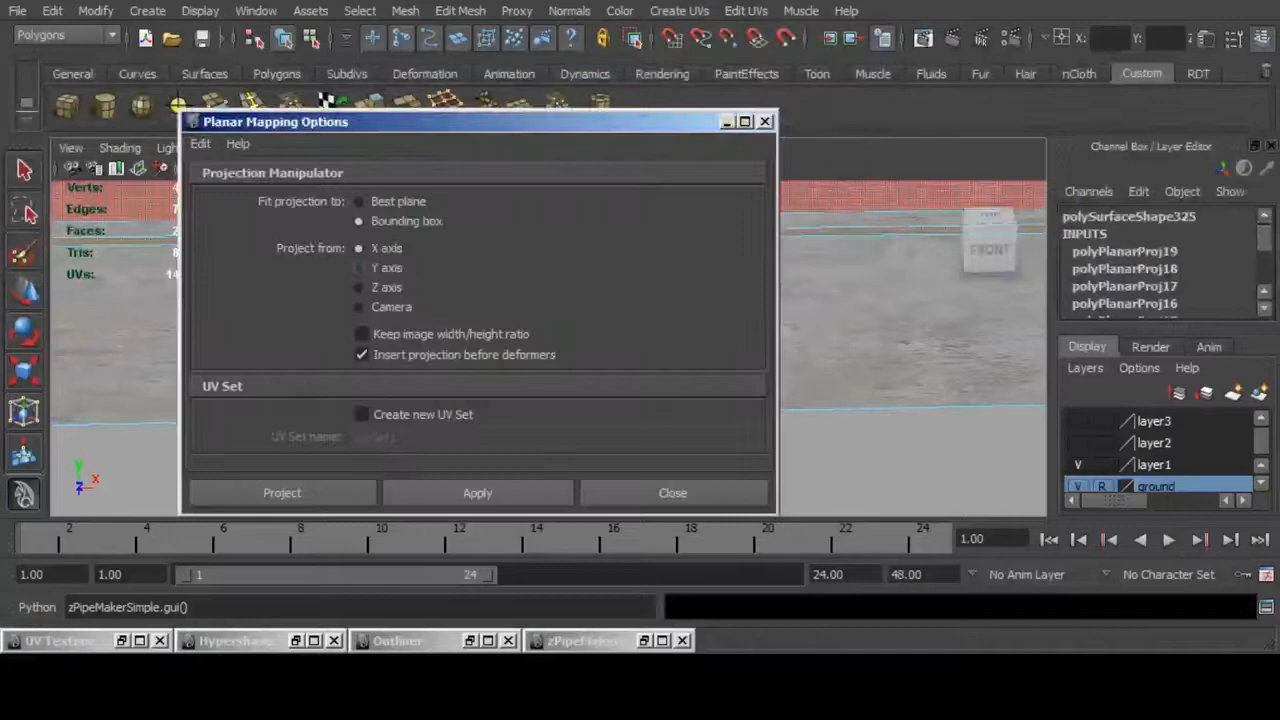 File Edit Modify Create Display Window Assets Select Mesh Edit Mesh Proxy Normals Color Create UVs Edit UVs Muscle Help
Polygons X: Y: Z
General Curves Surfaces Polygons Subdivs Deformation Animation Dynamics Rendering PaintEffects Toon Muscle Fluids Fur Hair nCloth Custom RDT
Planar Mapping Options
Edit Help
Projection Manipulator
Fit projection to: Best plane
Bounding box
Project from: X axis
Y axis
Z axis
Camera
Keep image width/height ratio
Insert projection before deformers
UV Set
Create new UV Set
UV Set name:
Project Apply Close
View Shading
Verts:
Edges:
Faces:
Tris:
UVs:
FRONT
y
x
z
Channel Box / Layer Editor
Channels Edit Object Show
polySurfaceShape325
INPUTS
polyPlanarProj19
polyPlanarProj18
polyPlanarProj17
polyPlanarProj16
Display Render Anim
Layers Options Help
layer3
layer2
V layer1
V R ground
2 4 6 8 10 12 14 16 18 20 22 24 1.00
1.00 1.00 1 24 24.00 48.00 No Anim Layer No Character Set
Python zPipeMakerSimple.gui()
Outliner